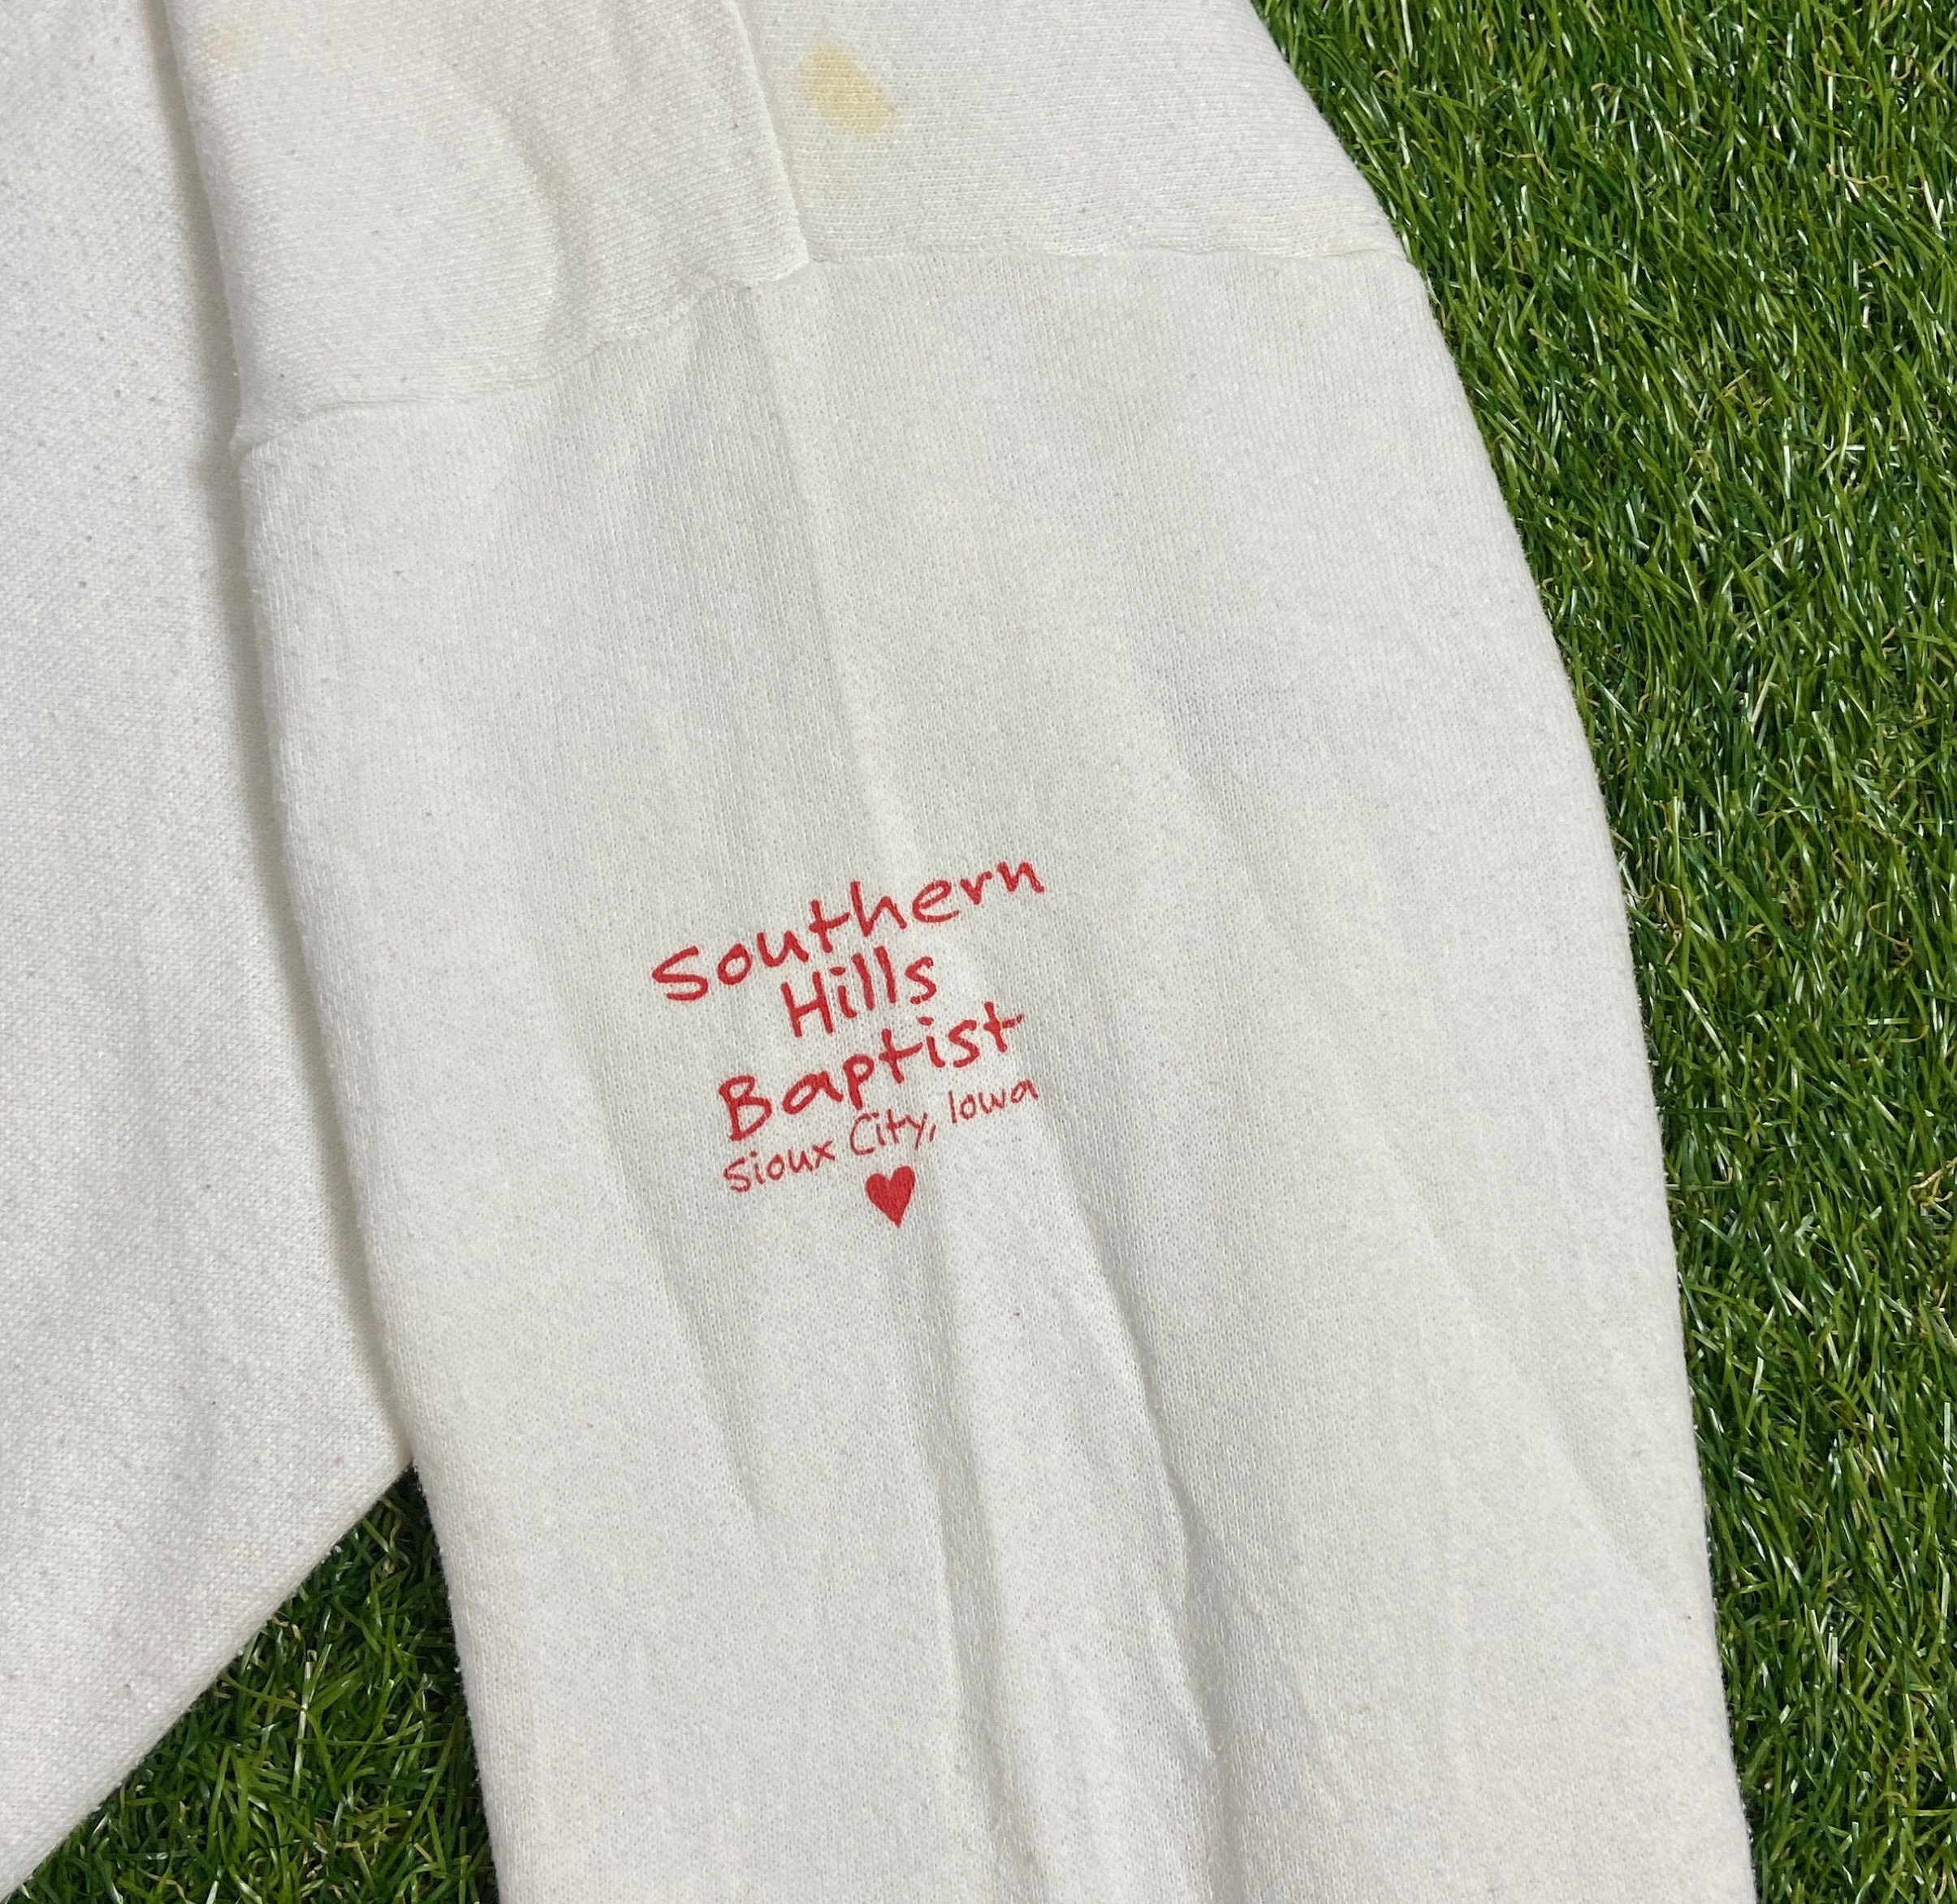 Southern
Hills
Baptist
Sioux City, Iowa